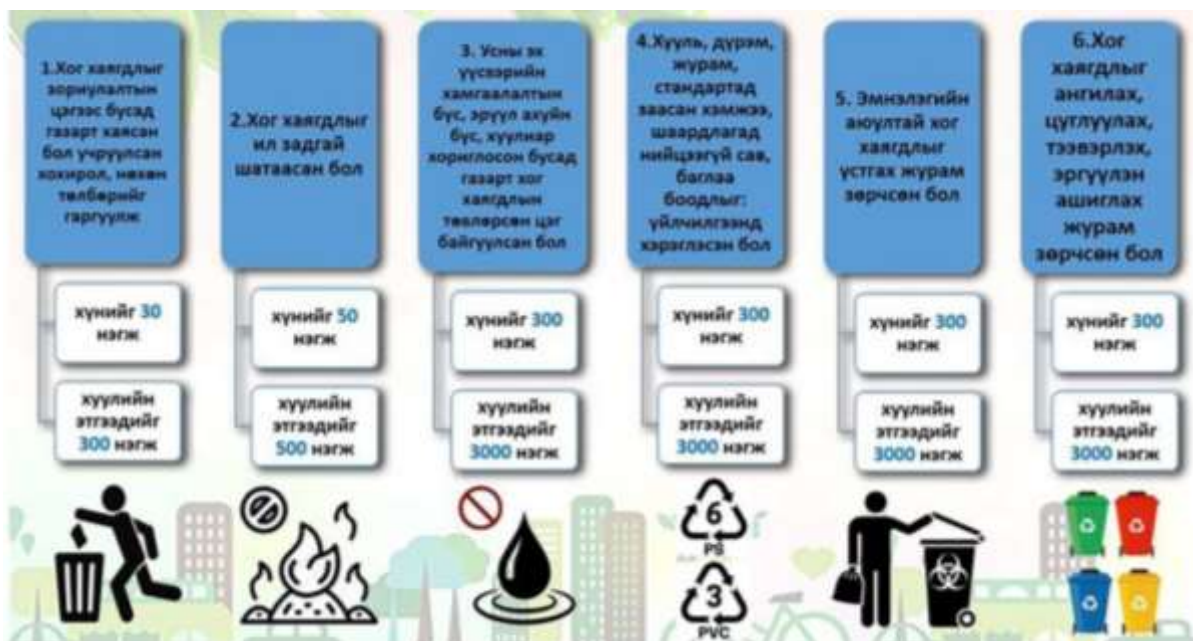 1.Хог хаягдлыг
зориулалтын
цэгээс бусад
газарт хаясан
бол учруулсан
хохирол, нөхөн
төлбөрийг
гаргуулж
хүнийг 30
нэгж
хуулийн
этгээдийг
300 нэгж
2.Хог хаягдлыг
ил задгай
шатаасан бол
хүнийг 50
нэгж
хуулийн
этгээдийг
500 нэгж
3. Усны эх
үүсвэрийн
хамгаалалтын
бүс, эрүүл ахуйн
бүс, хуулиар
хориглосон бусад
газарт хог
хаягдлын
төвлөрсөн цэг
байгуулсан бол
хүнийг 300
нэгж
хуулийн
этгээдийг
3000 нэгж
4.Хууль, дүрэм,
журам,
стандартад
заасан хэмжээ,
шаардлагад
нийцээгүй сав,
баглаа
боодлыг:
үйлчилгээнд
хэрэглэсэн бол
хүнийг 300
нэгж
хуулийн
этгээдийг
3000 нэгж
6
PS
3
PVC
5. Эмнэлэгийн
аюултай хог
хаягдлыг
устгах журам
зөрчсөн бол
хүнийг 300
нэгж
хуулийн
этгээдийг
3000 нэгж
6.Хог
хаягдлыг
ангилах,
цуглуулах,
тээвэрлэх,
эргүүлэн
ашиглах
журам
зөрчсөн бол
хүнийг 300
нэгж
хуулийн
этгээдийг
3000 нэгж